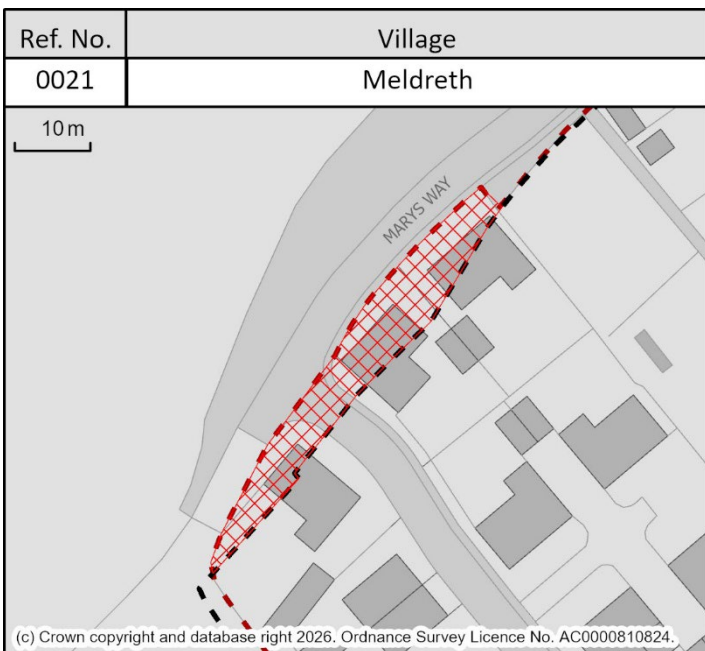 Ref. No. Village
0021 Meldreth
10 m
MARYS WAY
(c) Crown copyright and database right 2026. Ordnance Survey Licence No. AC0000810824.